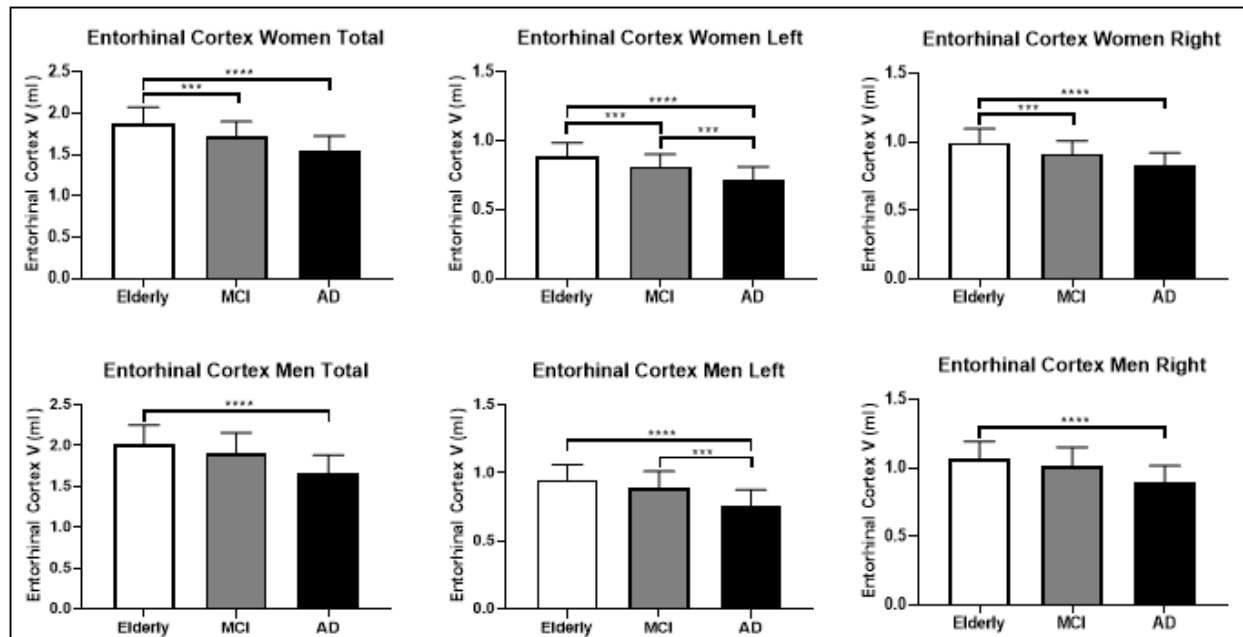 Entorhinal Cortex Women Total
Entorhinal Cortex V (ml)
2.5
2.0
1.5
1.0
0.5
0.0
****
***
Elderly MCI AD
Entorhinal Cortex Women Left
Entorhinal Cortex V (ml)
1.5
1.0
0.5
0.0
****
*** ***
Elderly MCI AD
Entorhinal Cortex Women Right
Entorhinal Cortex V (ml)
1.5
1.0
0.5
0.0
****
***
Elderly MCI AD
Entorhinal Cortex Men Total
Entorhinal Cortex V (ml)
2.5
2.0
1.5
1.0
0.5
0.0
****
Elderly MCI AD
Entorhinal Cortex Men Left
Entorhinal Cortex V (ml)
1.5
1.0
0.5
0.0
****
***
Elderly MCI AD
Entorhinal Cortex Men Right
Entorhinal Cortex V (ml)
1.5
1.0
0.5
0.0
****
Elderly MCI AD